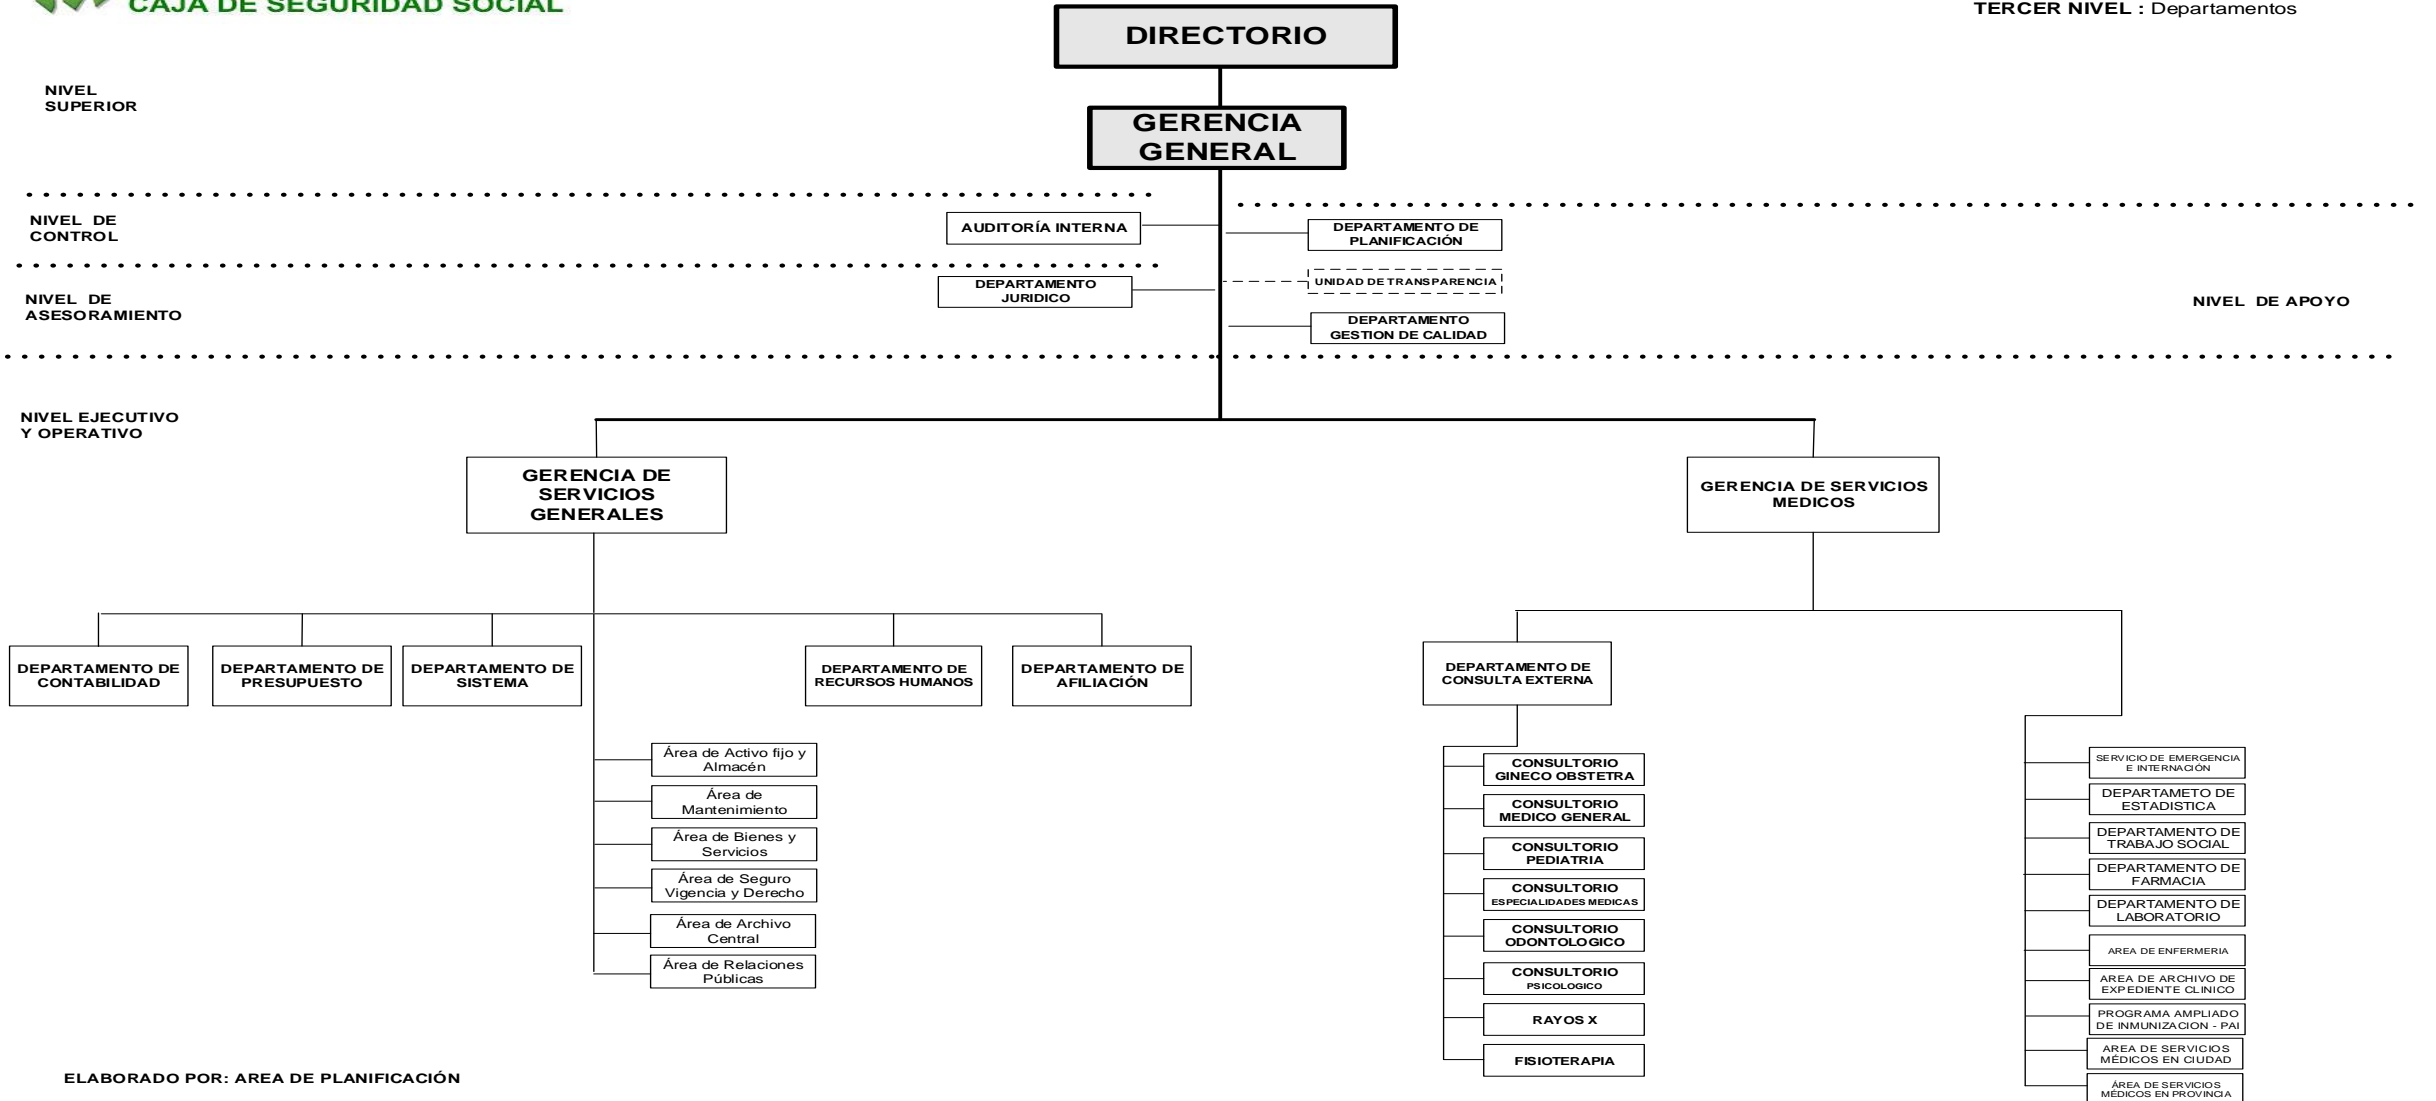 CAJA DE SEGURIDAD SOCIAL
TERCER NIVEL : Departamentos
DIRECTORIO
NIVEL
SUPERIOR
GERENCIA
GENERAL
NIVEL DE
CONTROL
AUDITORÍA INTERNA
DEPARTAMENTO DE
PLANIFICACIÓN
NIVEL DE
ASESORAMIENTO
DEPARTAMENTO
JURIDICO
UNIDAD DE TRANSPARENCIA
DEPARTAMENTO
GESTION DE CALIDAD
NIVEL DE APOYO
NIVEL EJECUTIVO
Y OPERATIVO
GERENCIA DE
SERVICIOS
GENERALES
GERENCIA DE SERVICIOS
MEDICOS
DEPARTAMENTO DE
CONTABILIDAD
DEPARTAMENTO DE
PRESUPUESTO
DEPARTAMENTO DE
SISTEMA
DEPARTAMENTO DE
RECURSOS HUMANOS
DEPARTAMENTO DE
AFILIACIÓN
DEPARTAMENTO DE
CONSULTA EXTERNA
Área de Activo fijo y
Almacén
Área de
Mantenimiento
Área de Bienes y
Servicios
Área de Seguro
Vigencia y Derecho
Área de Archivo
Central
Área de Relaciones
Públicas
CONSULTORIO
GINECO OBSTETRA
CONSULTORIO
MEDICO GENERAL
CONSULTORIO
PEDIATRIA
CONSULTORIO
ESPECIALIDADES MEDICAS
CONSULTORIO
ODONTOLOGICO
CONSULTORIO
PSICOLOGICO
RAYOS X
FISIOTERAPIA
SERVICIO DE EMERGENCIA
E INTERNACIÓN
DEPARTAMETO DE
ESTADISTICA
DEPARTAMENTO DE
TRABAJO SOCIAL
DEPARTAMENTO DE
FARMACIA
DEPARTAMENTO DE
LABORATORIO
AREA DE ENFERMERIA
AREA DE ARCHIVO DE
EXPEDIENTE CLINICO
PROGRAMA AMPLIADO
DE INMUNIZACION - PAI
AREA DE SERVICIOS
MÉDICOS EN CIUDAD
ÁREA DE SERVICIOS
MÉDICOS EN PROVINCIA
ELABORADO POR: AREA DE PLANIFICACIÓN